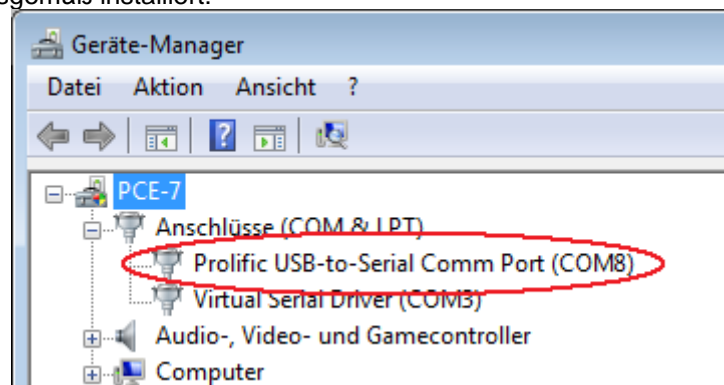 installiert.
Geräte-Manager
Datei Aktion Ansicht ?
PCE-7
Anschlüsse (COM & LPT)
Prolific USB-to-Serial Comm Port (COM8)
Virtual Serial Driver (COM3)
Audio-, Video- und Gamecontroller
Computer